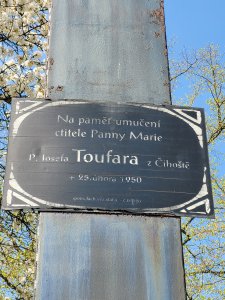 Na paměť umučení
ctitele Panny Marie
P. Josefa Toufara z Číhoště
+ 25. února 1950